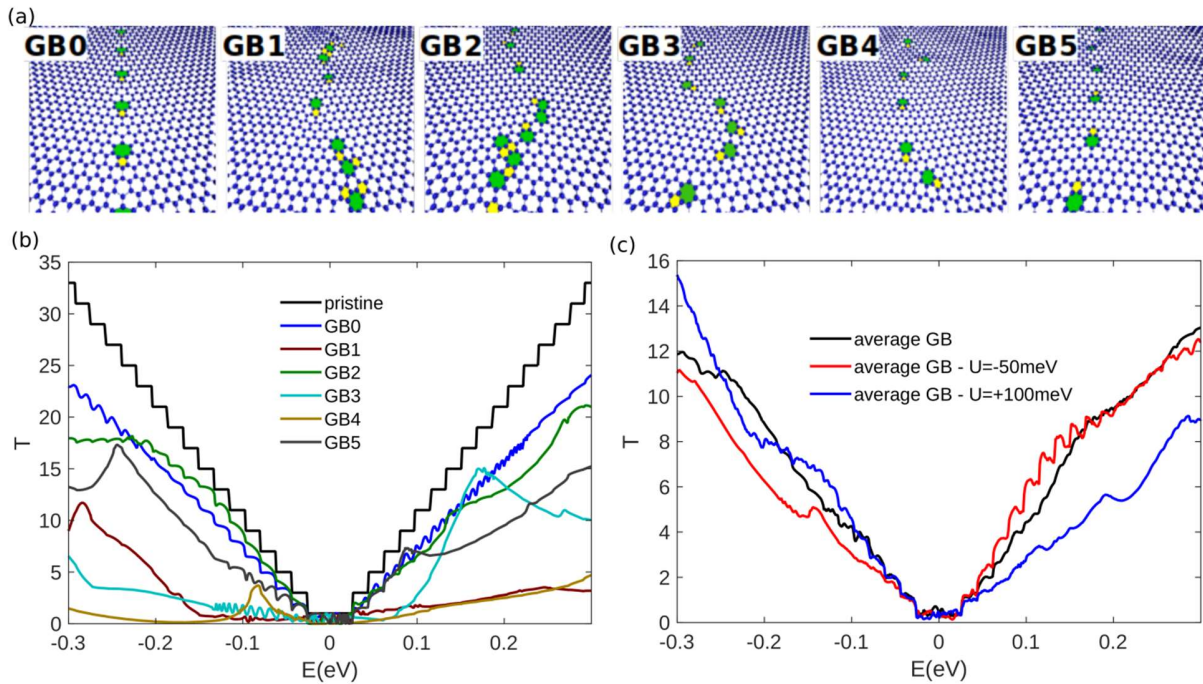 (a)
GB0 GB1 GB2 GB3 GB4 GB5
(b)
35
30
25
20
15
10
5
0
T
pristine
GB0
GB1
GB2
GB3
GB4
GB5
-0.3 -0.2 -0.1 0 0.1 0.2
E(eV)
(c)
16
14
12
10
8
6
4
2
0
T
average GB
average GB - U=-50meV
average GB - U=+100meV
-0.3 -0.2 -0.1 0 0.1 0.2
E(eV)